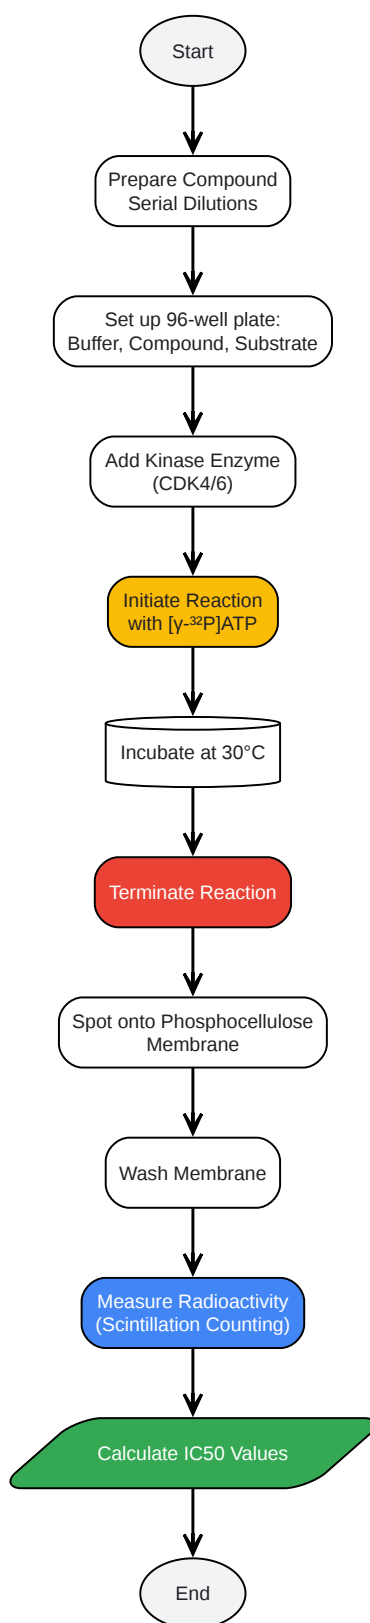 Start
Prepare Compound
Serial Dilutions
Set up 96-well plate:
Buffer, Compound, Substrate
Add Kinase Enzyme
(CDK4/6)
Initiate Reaction
with [γ-³²P]ATP
Incubate at 30°C
Terminate Reaction
Spot onto Phosphocellulose
Membrane
Wash Membrane
Measure Radioactivity
(Scintillation Counting)
Calculate IC50 Values
End